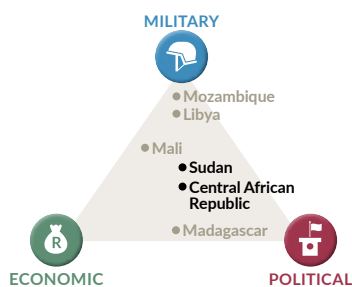 MILITARY
Mozambique
Libya
Mali
Sudan
Central African
Republic
Madagascar
R
ECONOMIC
POLITICAL